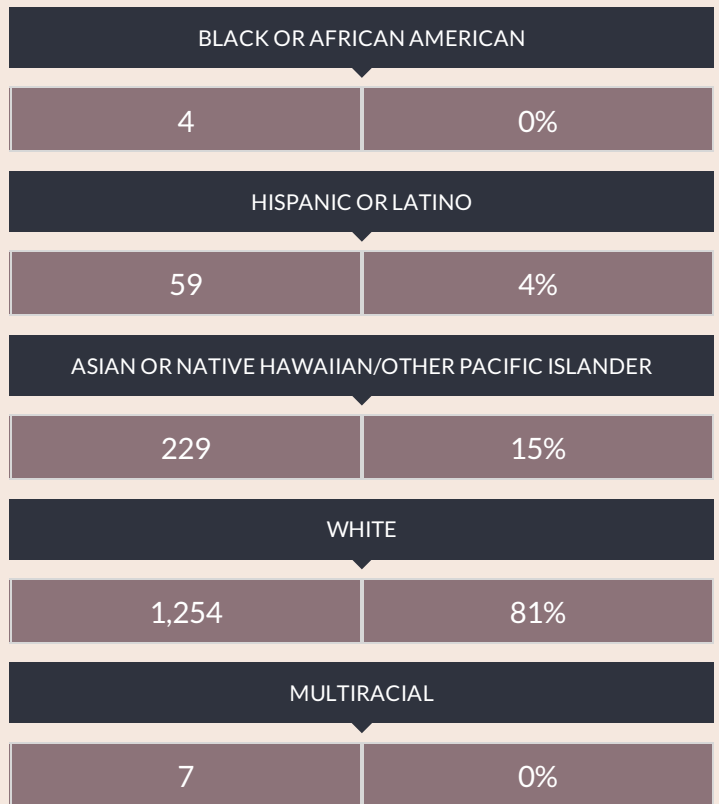 BLACK OR AFRICAN AMERICAN
4 0%
HISPANIC OR LATINO
59 4%
ASIAN OR NATIVE HAWAIIAN/OTHER PACIFIC ISLANDER
229 15%
WHITE
1,254 81%
MULTIRACIAL
7 0%